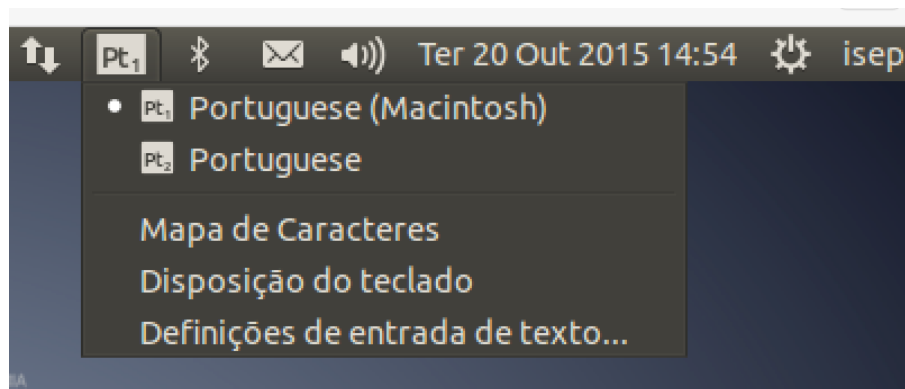 Pt1 Ter 20 Out 2015 14:54 isep
Pt1 Portuguese (Macintosh)
Pt2 Portuguese
Mapa de Caracteres
Disposição do teclado
Definições de entrada de texto...